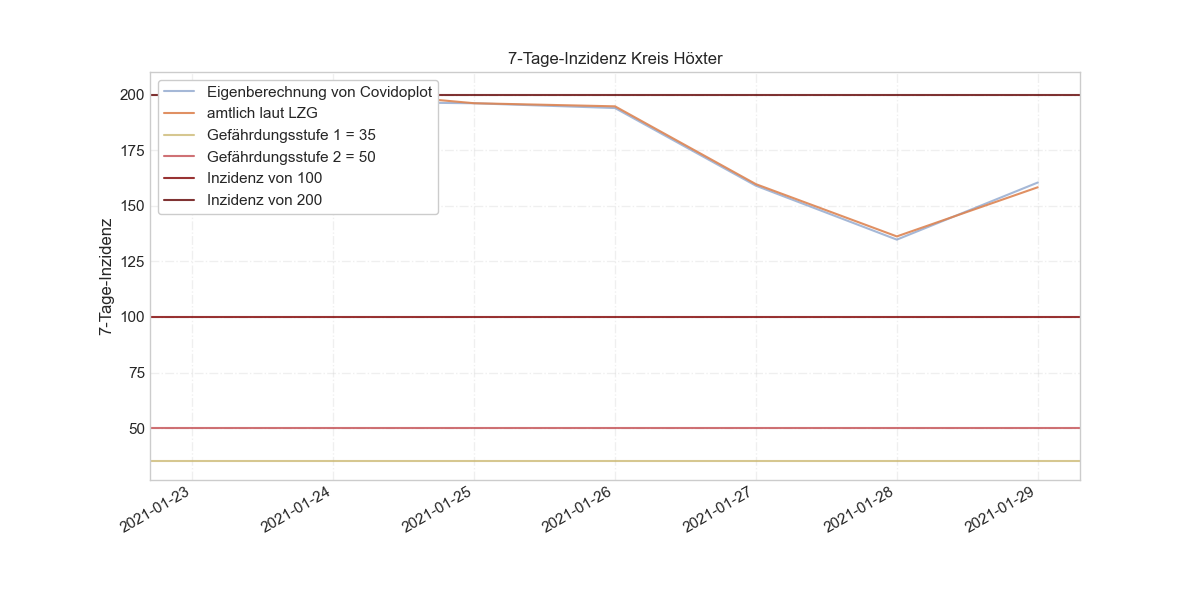 7-Tage-Inzidenz Kreis Höxter
Eigenberechnung von Covidoplot
amtlich laut LZG
Gefährdungsstufe 1 = 35
Gefährdungsstufe 2 = 50
Inzidenz von 100
Inzidenz von 200
7-Tage-Inzidenz
200
175
150
125
100
75
50
2021-01-23
2021-01-24
2021-01-25
2021-01-26
2021-01-27
2021-01-28
2021-01-29